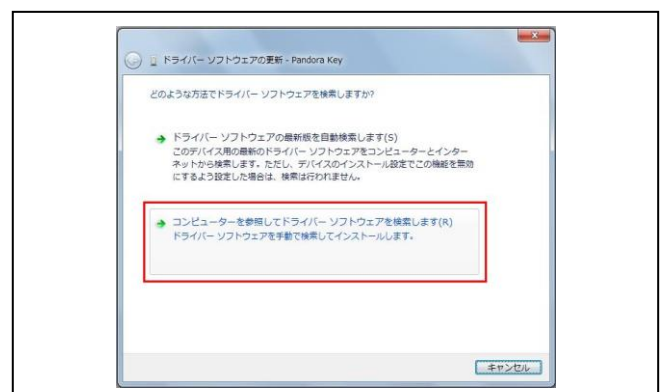 ドライバー ソフトウェアの更新 - Pandora Key
どのような方法でドライバー ソフトウェアを検索しますか?
ドライバー ソフトウェアの最新版を自動検索します(S)
このデバイス用の最新のドライバー ソフトウェアをコンピューターとインター
ネットから検索します。ただし、デバイスのインストール設定でこの機能を無効
にするよう設定した場合は、検索は行われません。
コンピューターを参照してドライバー ソフトウェアを検索します(R)
ドライバー ソフトウェアを手動で検索してインストールします。
キャンセル